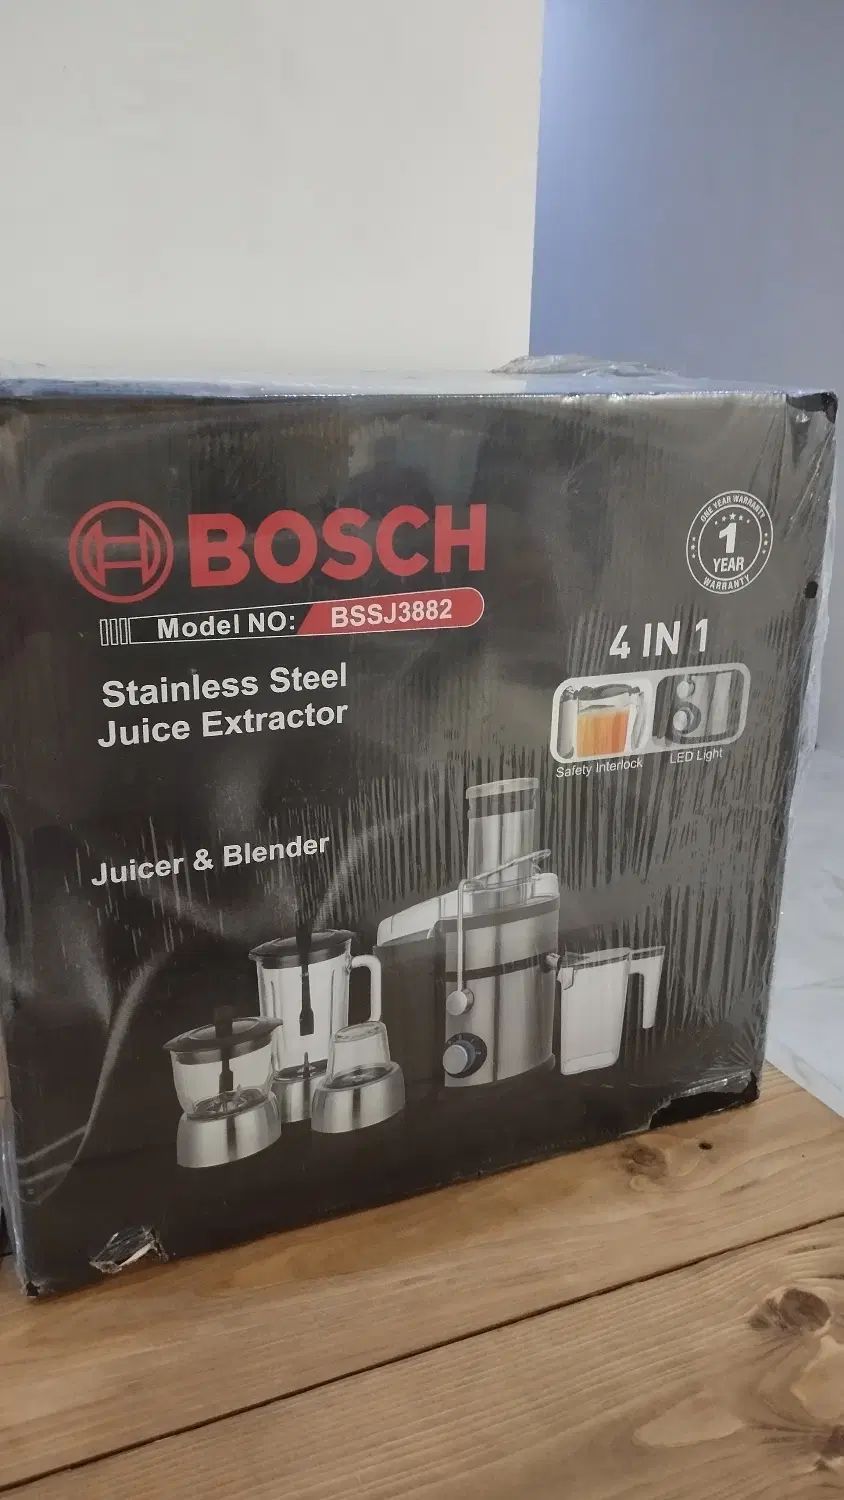 BOSCH
Model NO: BSSJ3882
Stainless Steel
Juice Extractor
Juicer & Blender
ONE YEAR WARRANTY
1
YEAR
WARRANTY
4 IN 1
Safety Interlock
LED Light